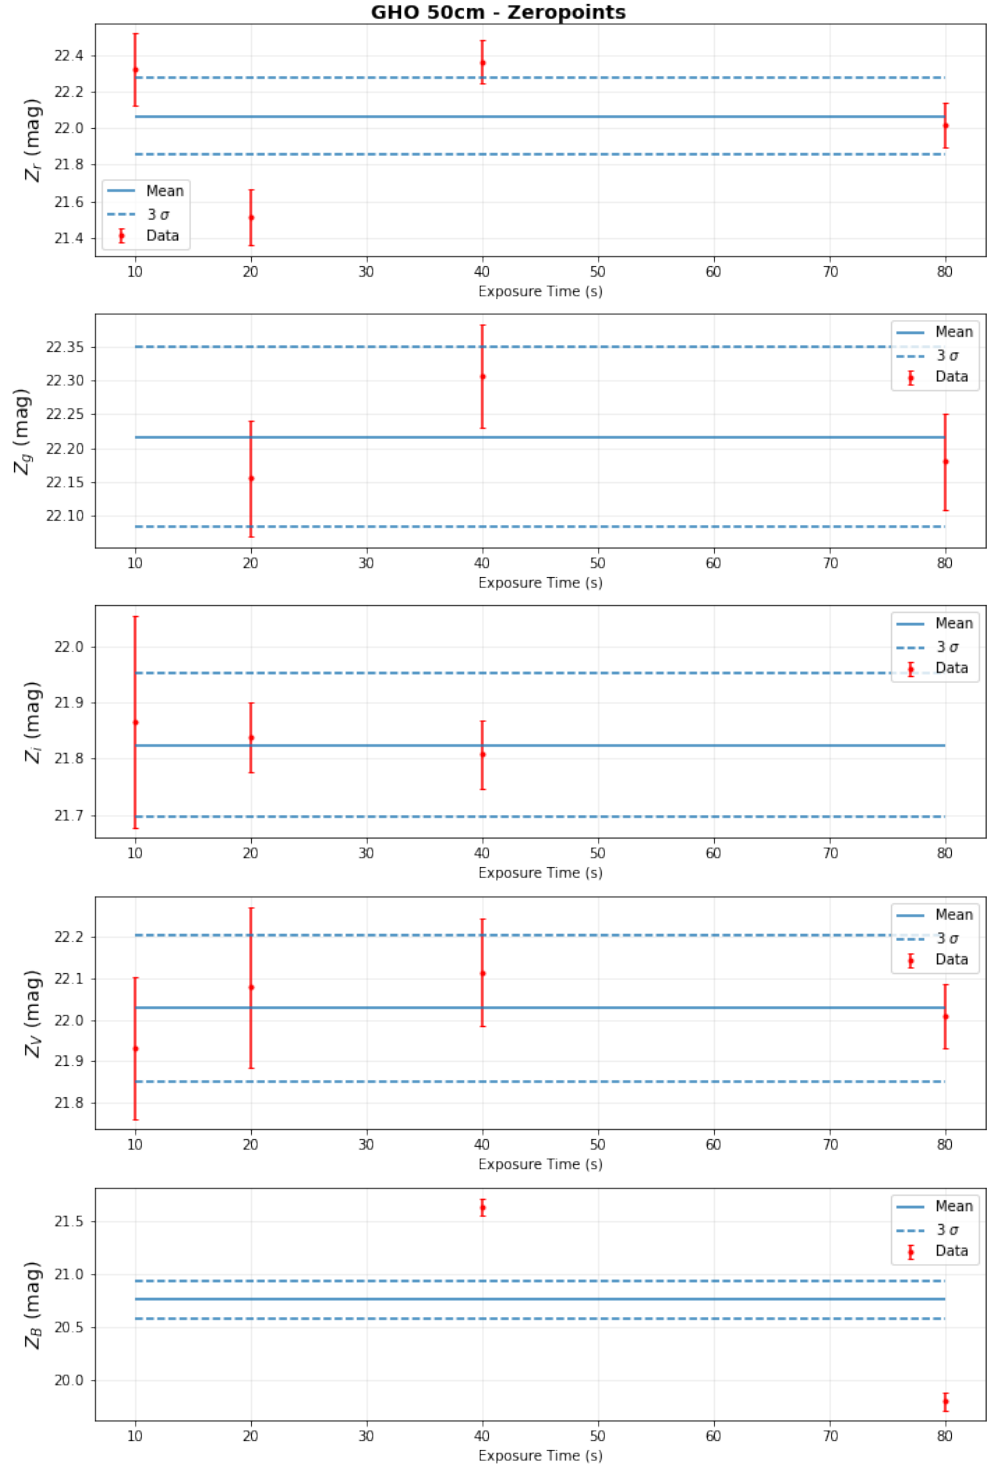 GHO 50cm - Zeropoints
Z_r (mag)
22.4
22.2
22.0
21.8
21.6
21.4
Mean
3 σ
Data
10 20 30 40 50 60 70 80
Exposure Time (s)
Z_g (mag)
22.35
22.30
22.25
22.20
22.15
22.10
Mean
3 σ
Data
10 20 30 40 50 60 70 80
Exposure Time (s)
Z_i (mag)
22.0
21.9
21.8
21.7
Mean
3 σ
Data
10 20 30 40 50 60 70 80
Exposure Time (s)
Z_V (mag)
22.2
22.1
22.0
21.9
21.8
Mean
3 σ
Data
10 20 30 40 50 60 70 80
Exposure Time (s)
Z_B (mag)
21.5
21.0
20.5
20.0
Mean
3 σ
Data
10 20 30 40 50 60 70 80
Exposure Time (s)